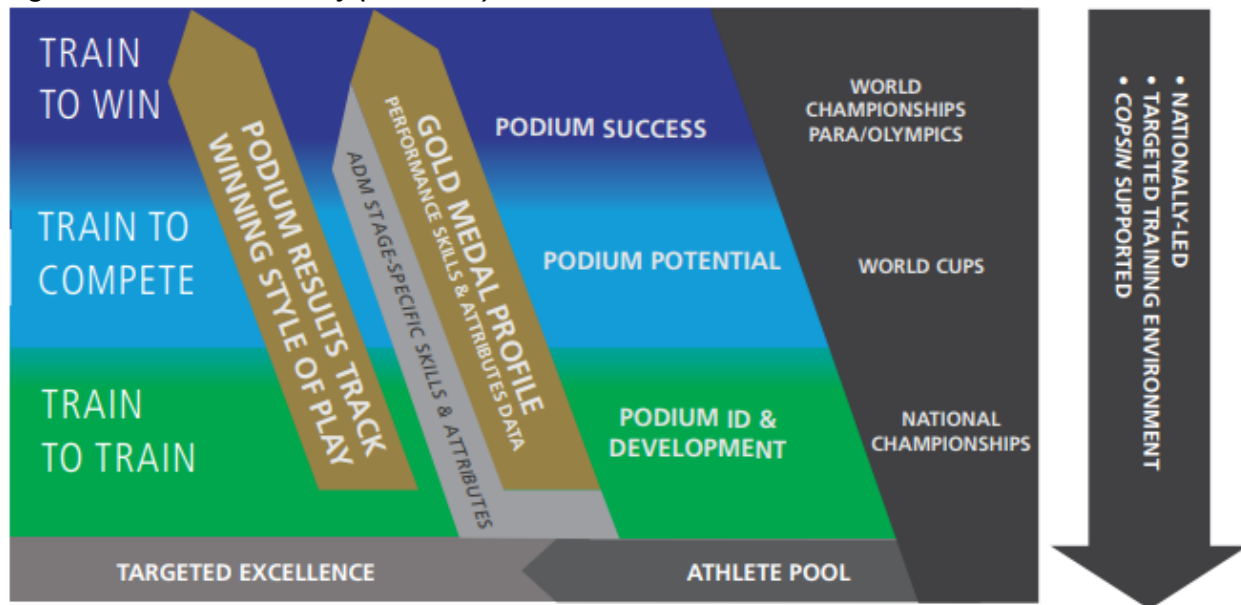 TRAIN
TO WIN
TRAIN TO
COMPETE
TRAIN
TO TRAIN
PODIUM RESULTS TRACK
WINNING STYLE OF PLAY
ADM STAGE-SPECIFIC SKILLS & ATTRIBUTES
GOLD MEDAL PROFILE
PERFORMANCE SKILLS & ATTRIBUTES DATA
PODIUM SUCCESS
PODIUM POTENTIAL
PODIUM ID &
DEVELOPMENT
WORLD
CHAMPIONSHIPS
PARA/OLYMPICS
WORLD CUPS
NATIONAL
CHAMPIONSHIPS
• NATIONALLY-LED
• TARGETED TRAINING ENVIRONMENT
• COPSIN SUPPORTED
TARGETED EXCELLENCE
ATHLETE POOL